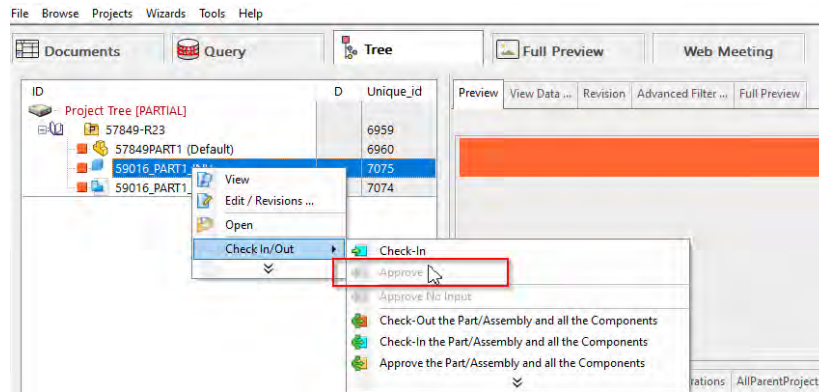 File Browse Projects Wizards Tools Help
Documents Query Tree Full Preview Web Meeting
ID D Unique_id
Preview View Data ... Revision Advanced Filter ... Full Preview
Project Tree [PARTIAL]
57849-R23 6959
57849PART1 (Default) 6960
59016_PART1 7075
59016_PART1 7074
View
Edit / Revisions ...
Open
Check In/Out
Check-In
Approve
Approve No Input
Check-Out the Part/Assembly and all the Components
Check-In the Part/Assembly and all the Components
Approve the Part/Assembly and all the Components
rations AllParentProject